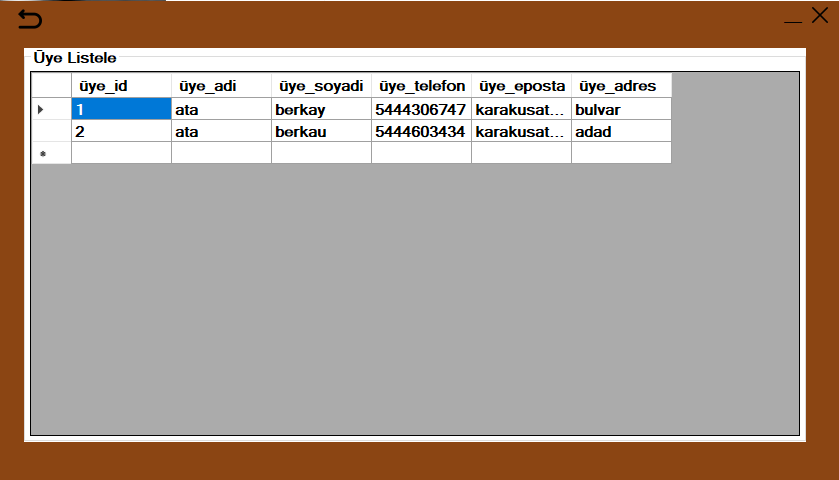 Üye Listele
üye_id üye_adi üye_soyadi üye_telefon üye_eposta üye_adres
1 ata berkay 5444306747 karakusat... bulvar
2 ata berkau 5444603434 karakusat... adad